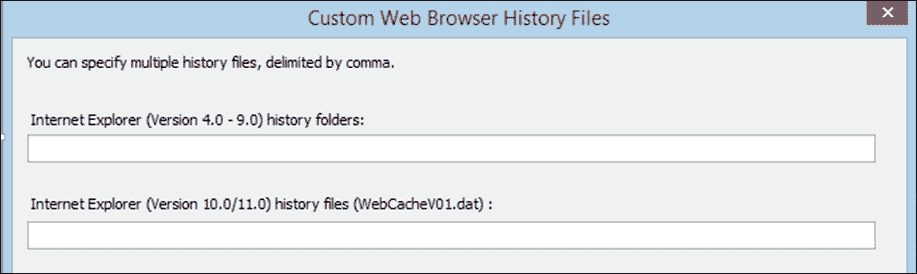 Custom Web Browser History Files
You can specify multiple history files, delimited by comma.
Internet Explorer (Version 4.0 - 9.0) history folders:
Internet Explorer (Version 10.0/11.0) history files (WebCacheV01.dat) :